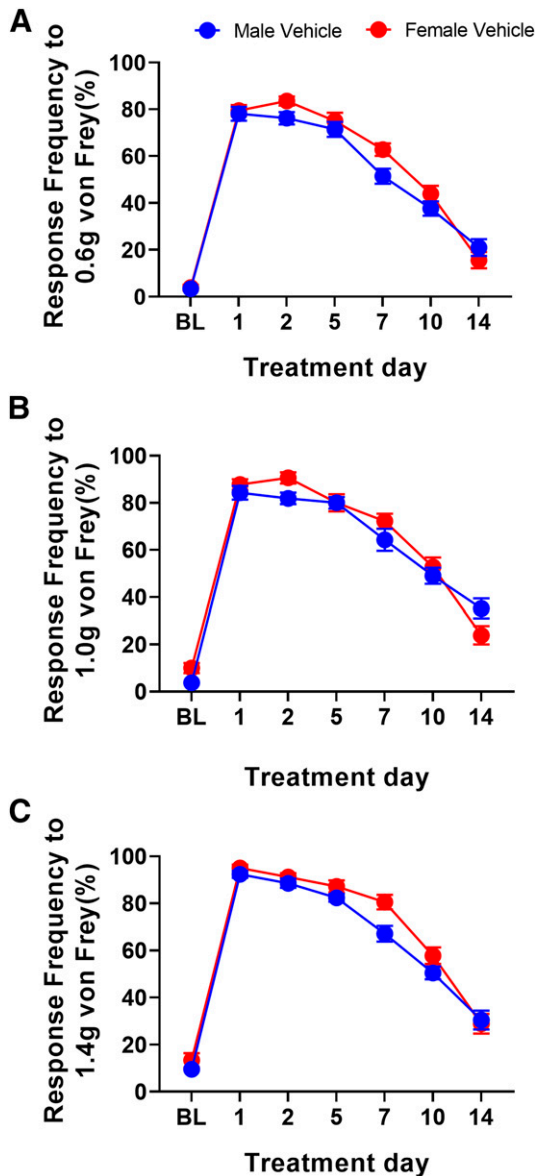 A
Male Vehicle Female Vehicle
Response Frequency to
0.6g von Frey(%)
100
80
60
40
20
0
BL 1 2 5 7 10 14
Treatment day
B
Response Frequency to
1.0g von Frey(%)
100
80
60
40
20
0
BL 1 2 5 7 10 14
Treatment day
C
Response Frequency to
1.4g von Frey(%)
100
80
60
40
20
0
BL 1 2 5 7 10 14
Treatment day